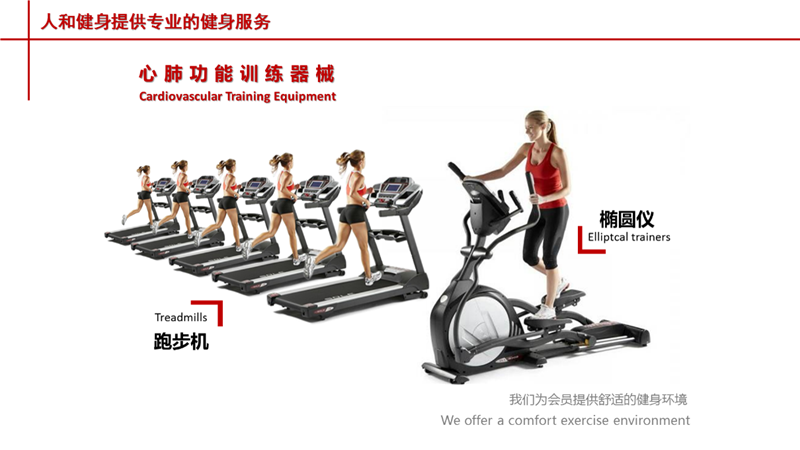 人和健身提供专业的健身服务
心肺功能训练器械
Cardiovascular Training Equipment
椭圆仪
Elliptcal trainers
Treadmills
跑步机
我们为会员提供舒适的健身环境
We offer a comfort exercise environment